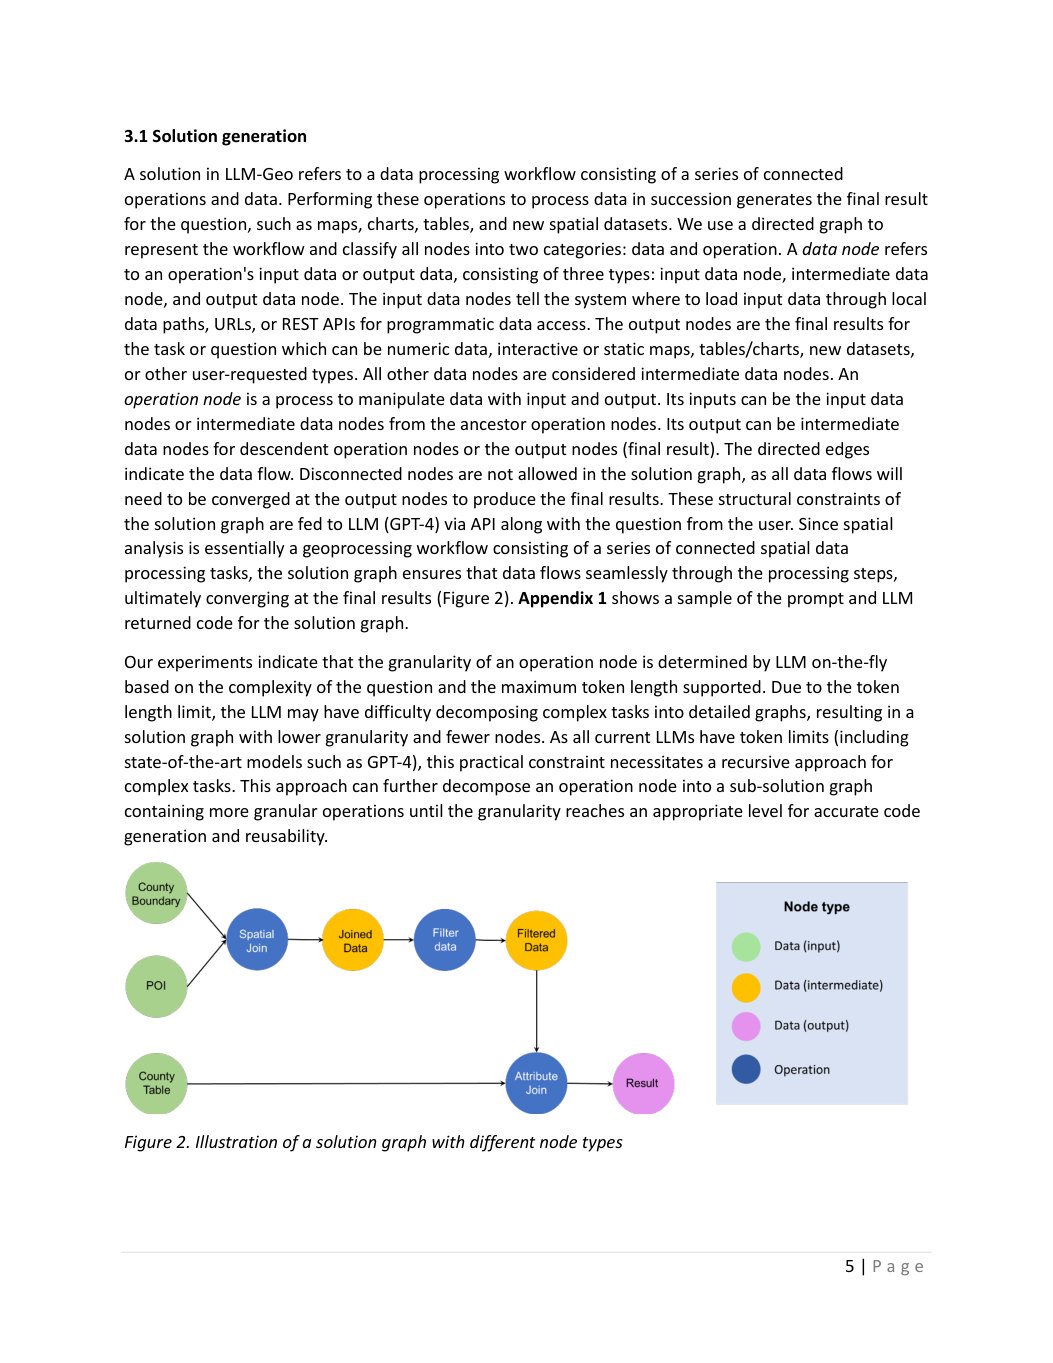 3.1 Solution generation
A solution in LLM-Geo refers to a data processing workflow consisting of a series of connected
operations and data. Performing these operations to process data in succession generates the final result
for the question, such as maps, charts, tables, and new spatial datasets. We use a directed graph to
represent the workflow and classify all nodes into two categories: data and operation. A data node refers
to an operation's input data or output data, consisting of three types: input data node, intermediate data
node, and output data node. The input data nodes tell the system where to load input data through local
data paths, URLs, or REST APIs for programmatic data access. The output nodes are the final results for
the task or question which can be numeric data, interactive or static maps, tables/charts, new datasets,
or other user-requested types. All other data nodes are considered intermediate data nodes. An
operation node is a process to manipulate data with input and output. Its inputs can be the input data
nodes or intermediate data nodes from the ancestor operation nodes. Its output can be intermediate
data nodes for descendent operation nodes or the output nodes (final result). The directed edges
indicate the data flow. Disconnected nodes are not allowed in the solution graph, as all data flows will
need to be converged at the output nodes to produce the final results. These structural constraints of
the solution graph are fed to LLM (GPT-4) via API along with the question from the user. Since spatial
analysis is essentially a geoprocessing workflow consisting of a series of connected spatial data
processing tasks, the solution graph ensures that data flows seamlessly through the processing steps,
ultimately converging at the final results (Figure 2). Appendix 1 shows a sample of the prompt and LLM
returned code for the solution graph.
Our experiments indicate that the granularity of an operation node is determined by LLM on-the-fly
based on the complexity of the question and the maximum token length supported. Due to the token
length limit, the LLM may have difficulty decomposing complex tasks into detailed graphs, resulting in a
solution graph with lower granularity and fewer nodes. As all current LLMs have token limits (including
state-of-the-art models such as GPT-4), this practical constraint necessitates a recursive approach for
complex tasks. This approach can further decompose an operation node into a sub-solution graph
containing more granular operations until the granularity reaches an appropriate level for accurate code
generation and reusability.
County
Boundary
Spatial
Join
Joined
Data
Filter
data
Filtered
Data
POI
County
Table
Attribute
Join
Result
Node type
Data (input)
Data (intermediate)
Data (output)
Operation
Figure 2. Illustration of a solution graph with different node types
5 | P a g e